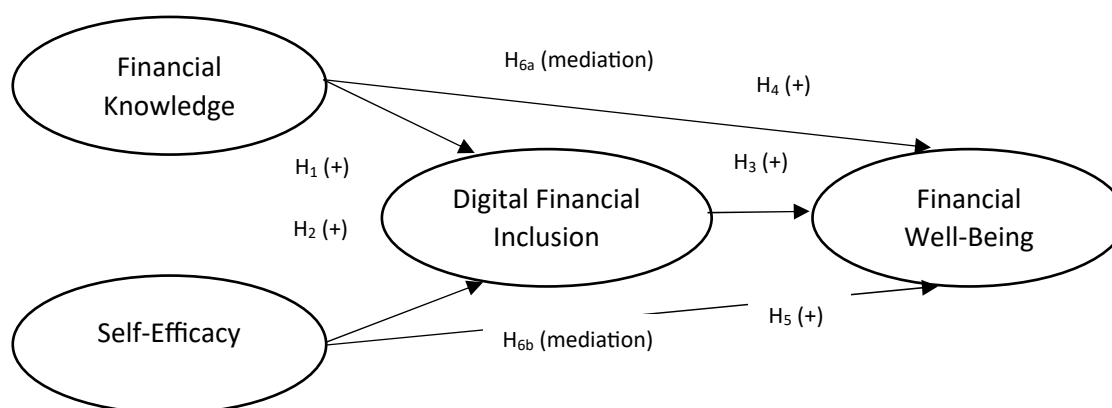 Financial
Knowledge
H6a (mediation)
H4 (+)
H1 (+)
H3 (+)
Digital Financial
Inclusion
Financial
Well-Being
H2 (+)
Self-Efficacy
H6b (mediation)
H5 (+)